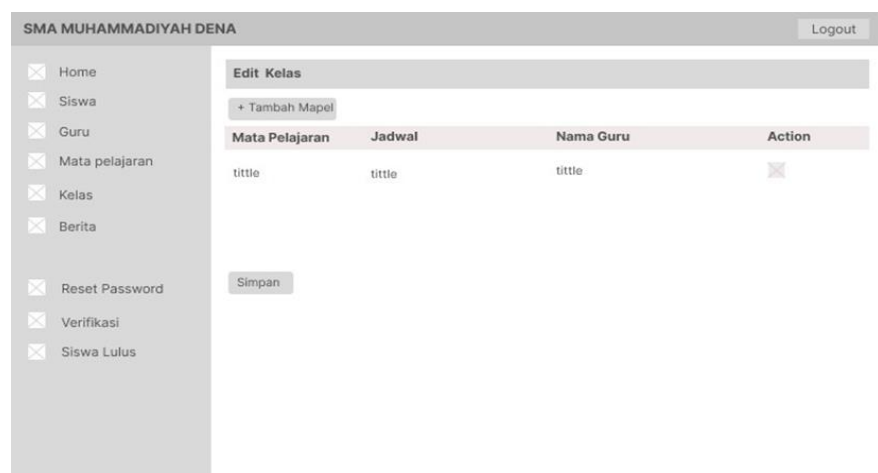 SMA MUHAMMADIYAH DENA
Logout
Home
Siswa
Guru
Mata pelajaran
Kelas
Berita
Reset Password
Verifikasi
Siswa Lulus
Edit Kelas
+ Tambah Mapel
Mata Pelajaran Jadwal Nama Guru Action
tittle tittle tittle
Simpan